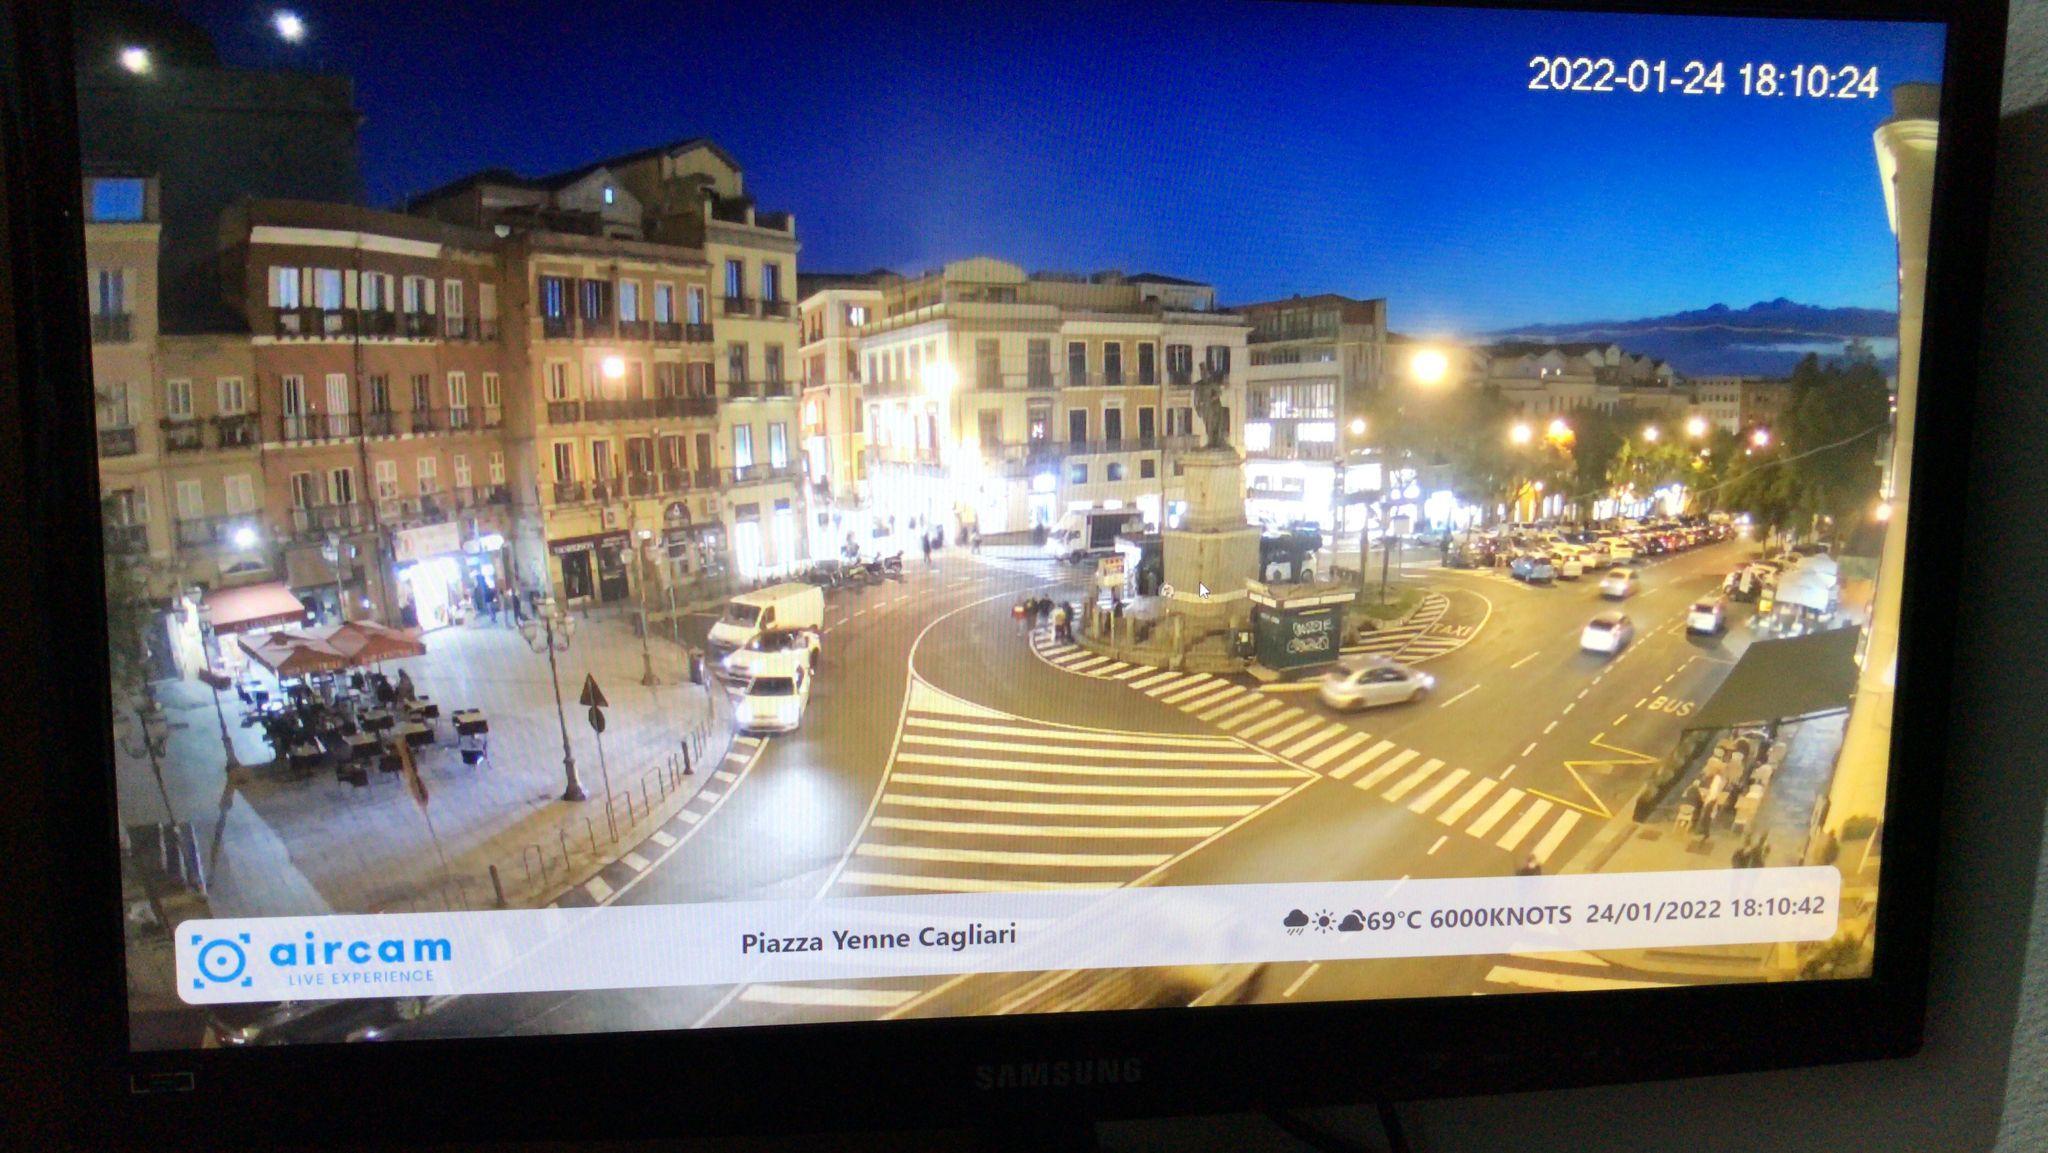 2022-01-24 18:10:24
TAXI
BUS
aircam
LIVE EXPERIENCE
Piazza Yenne Cagliari
69°C 6000KNOTS 24/01/2022 18:10:42
SAMSUNG